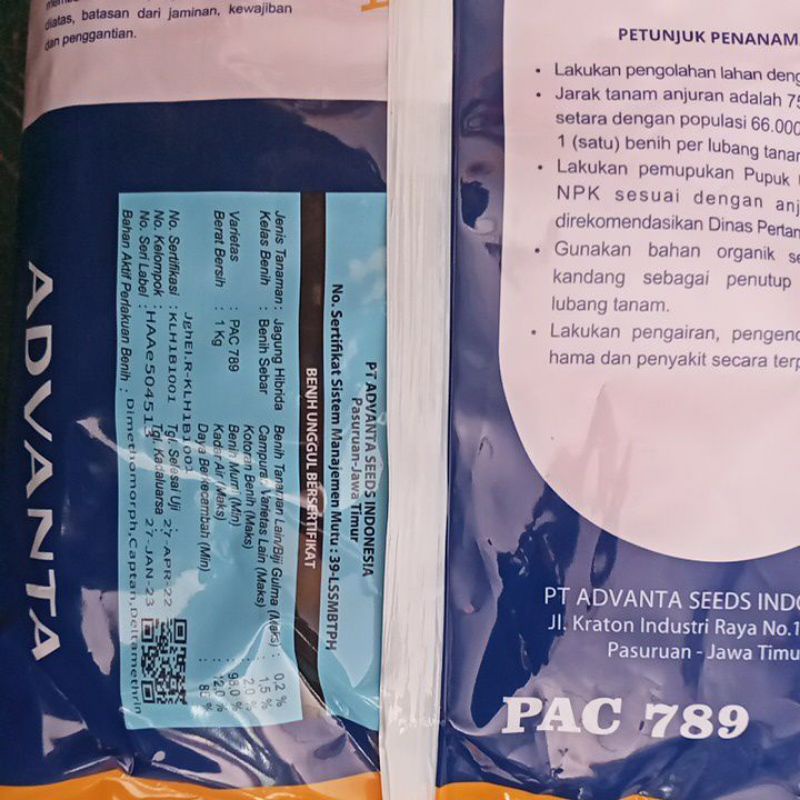 diatas, batasan dari jaminan, kewajiban
dan penggantian.
ADVANTA
PT ADVANTA SEEDS INDONESIA
Pasuruan-Jawa Timur
No. Sertifikat Sistem Manajemen Mutu : 39-LSSMBTPH
BENIH UNGGUL BERSERTIFIKAT
Jenis Tanaman : Jagung Hibrida Benih Tanaman Lain/Biji Gulma (Maks) : 0,2 %
Kelas Benih : Benih Sebar Campuran Varietas Lain (Maks) : 1,5 %
Kotoran Benih (Maks) : 2,0 %
Varietas : PAC 789 Benih Murni (Min) : 98,0 %
Berat Bersih : 1 Kg Kadar Air (Maks) : 12,0 %
Daya Berkecambah (Min) :
JghEl.R-KLH1B1001
No. Sertifikasi : KLH1B1001 Tgl. Selesai Uji 27-APR-22
No. Kelompok : Tgl. Kadaluarsa 27-JAN-23
No. Seri Label : HAAe504513
Bahan Aktif Perlakuan Benih : Dimethomorph,Captan,Deltamethrin
PETUNJUK PENANAM
• Lakukan pengolahan lahan deng
• Jarak tanam anjuran adalah 75
setara dengan populasi 66.000
1 (satu) benih per lubang tanam
• Lakukan pemupukan Pupuk
NPK sesuai dengan anj
direkomendasikan Dinas Pertan
• Gunakan bahan organik se
kandang sebagai penutup
lubang tanam.
• Lakukan pengairan, pengend
hama dan penyakit secara terp
PT ADVANTA SEEDS INDO
Jl. Kraton Industri Raya No.1
Pasuruan - Jawa Timu
PAC 789